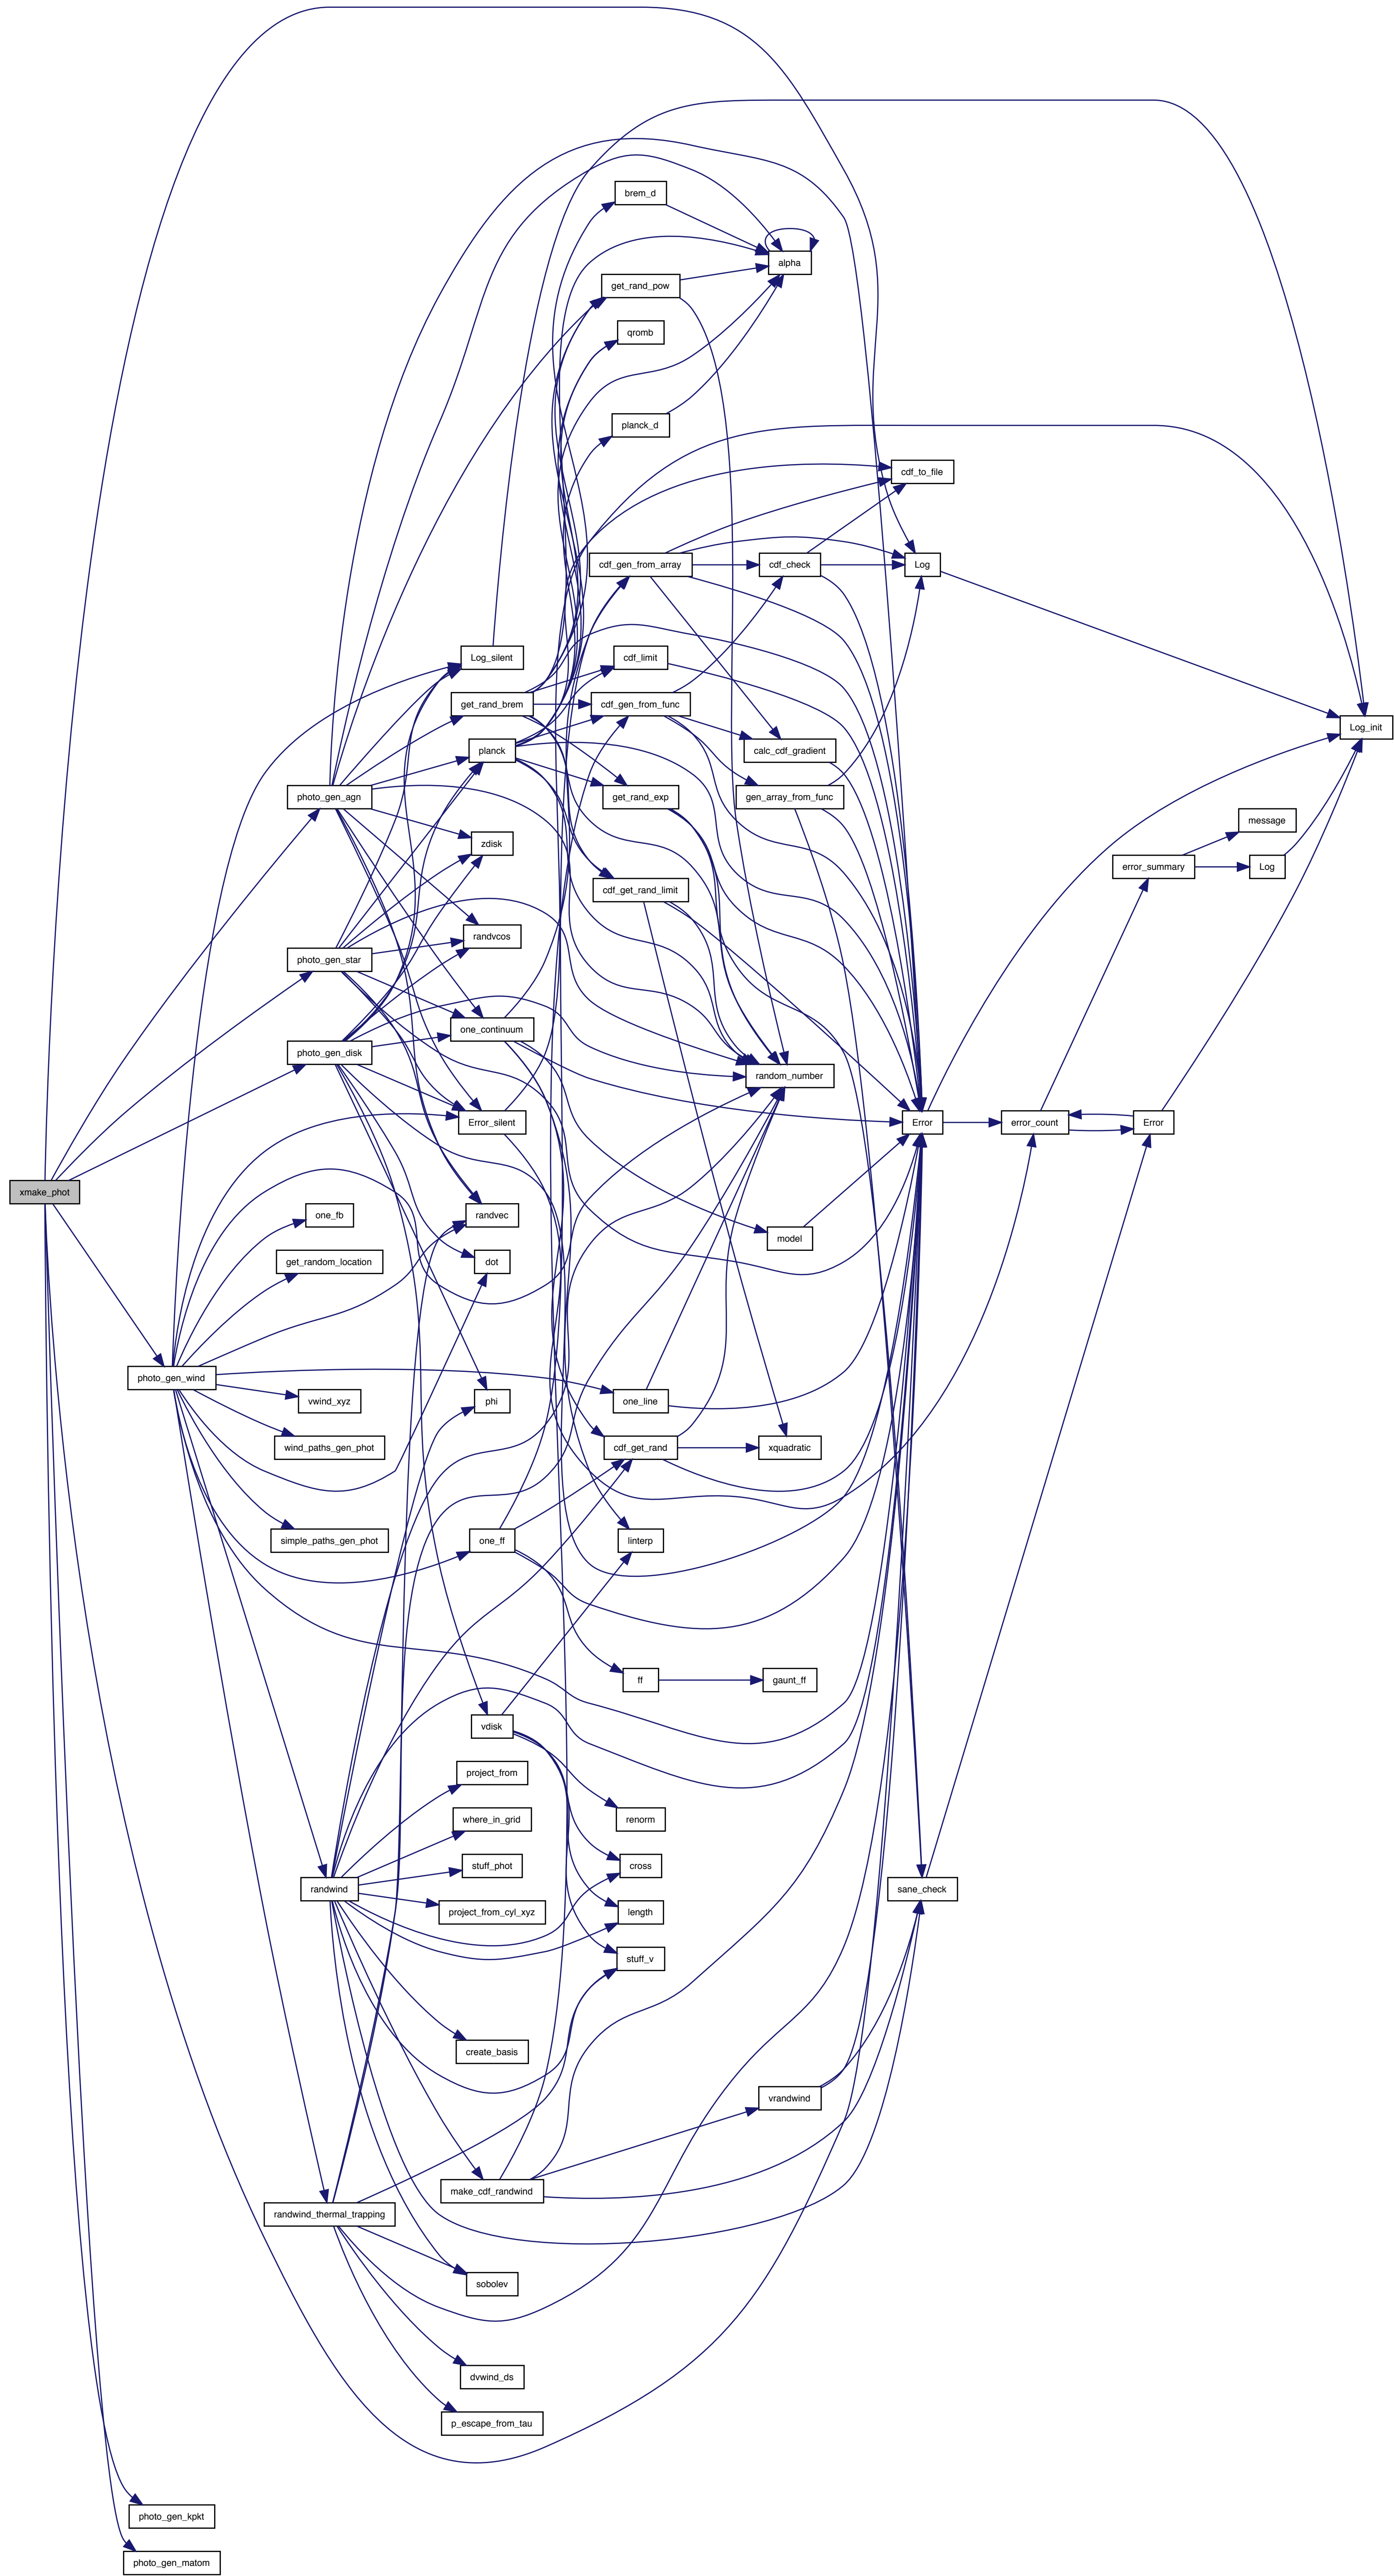 brem_d
alpha
get_rand_pow
qromb
planck_d
cdf_to_file
cdf_gen_from_array
cdf_check
Log
Log_silent
cdf_limit
get_rand_brem
cdf_gen_from_func
Log_init
planck
calc_cdf_gradient
photo_gen_agn
get_rand_exp
gen_array_from_func
message
zdisk
error_summary
Log
cdf_get_rand_limit
randvcos
photo_gen_star
one_continuum
photo_gen_disk
random_number
Error_silent
Error
error_count
Error
xmake_phot
one_fb
randvec
model
get_random_location
dot
photo_gen_wind
vwind_xyz
phi
one_line
wind_paths_gen_phot
cdf_get_rand
xquadratic
simple_paths_gen_phot
one_ff
linterp
ff
gaunt_ff
vdisk
project_from
where_in_grid
renorm
stuff_phot
cross
randwind
sane_check
project_from_cyl_xyz
length
stuff_v
create_basis
vrandwind
make_cdf_randwind
randwind_thermal_trapping
sobolev
dvwind_ds
p_escape_from_tau
photo_gen_kpkt
photo_gen_matom